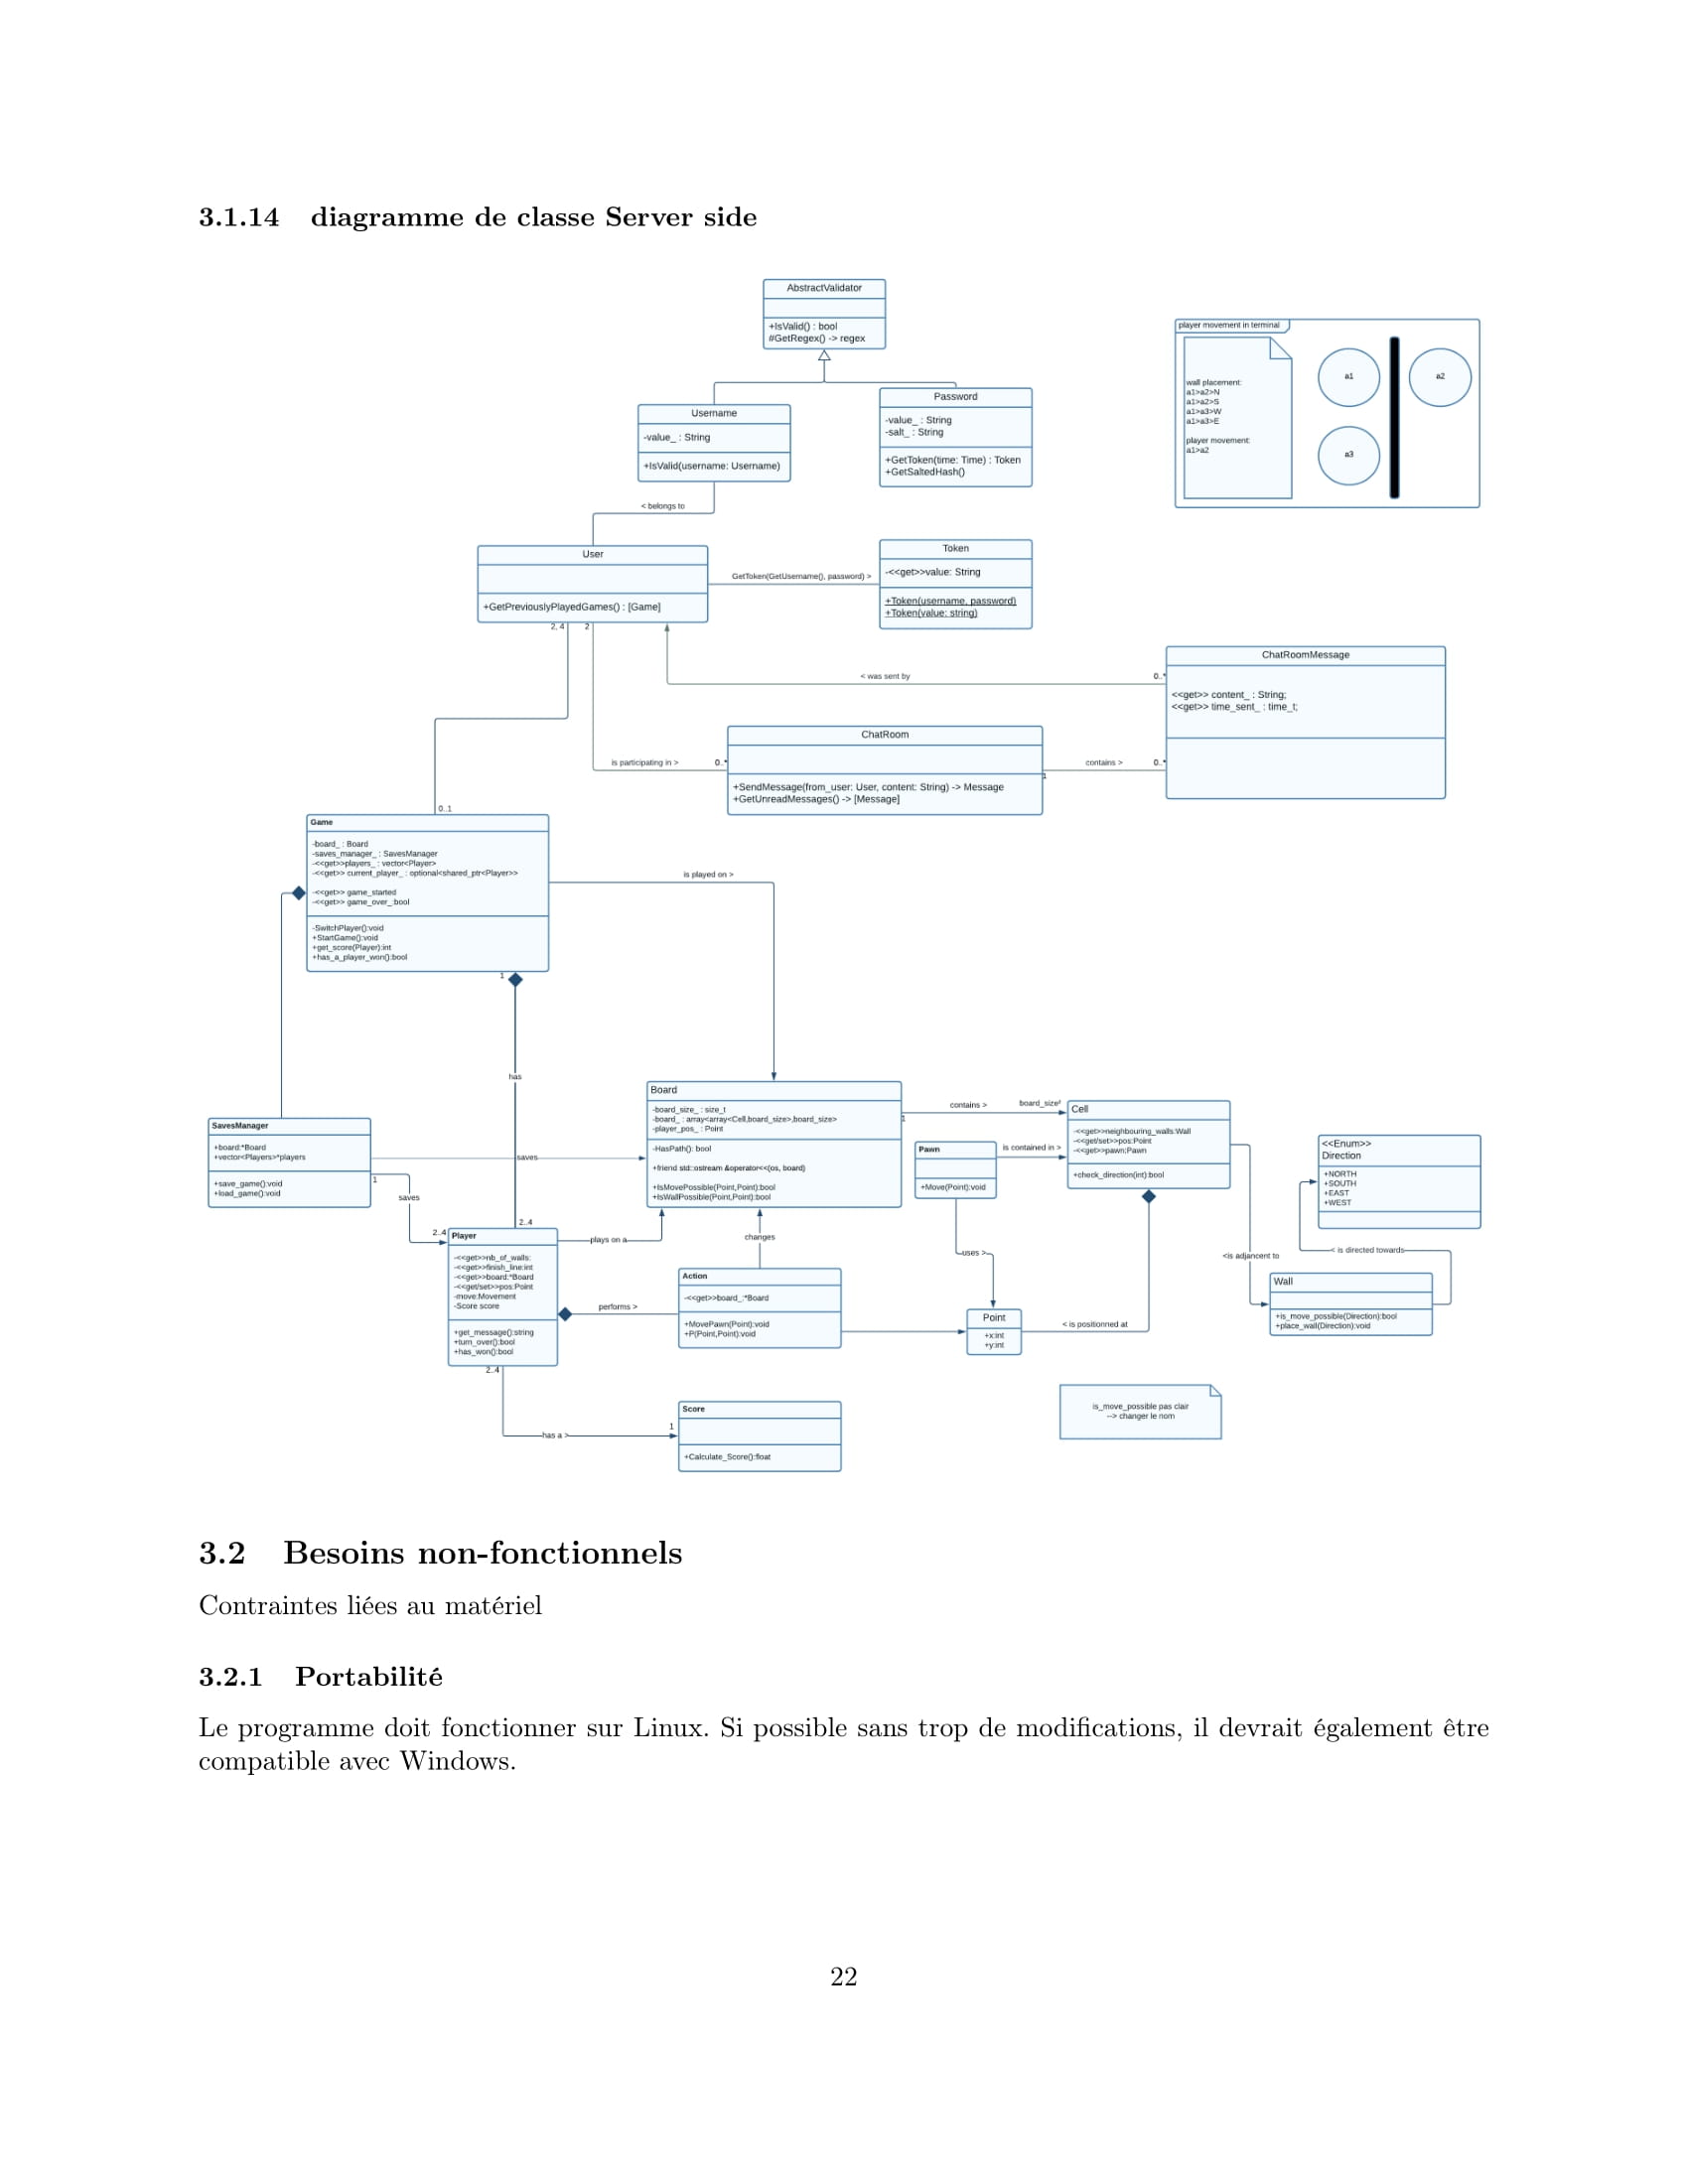 3.1.14 diagramme de classe Server side
AbstractValidator
+IsValid() : bool
#GetRegex() -> regex
player movement in terminal
wall placement:
a1>a2>N
a1>a2>S
a1>a3>W
a1>a3>E
player movement:
a1>a2
a1
a2
a3
Username
-value_ : String
+IsValid(username: Username)
Password
-value_ : String
-salt_ : String
+GetToken(time: Time) : Token
+GetSaltedHash()
< belongs to
User
+GetPreviouslyPlayedGames() : [Game]
GetToken(GetUsername(), password) >
Token
-<<get>>value: String
+Token(username, password)
+Token(value: string)
2, 4
2
< was sent by
0..*
ChatRoomMessage
<<get>> content_ : String;
<<get>> time_sent_ : time_t;
is participating in >
0..*
ChatRoom
+SendMessage(from_user: User, content: String) -> Message
+GetUnreadMessages() -> [Message]
1
contains >
0..*
0..1
Game
-board_ : Board
-saves_manager_ : SavesManager
-<<get>>players_ : vector<Player>
-<<get>> current_player_ : optional<shared_ptr<Player>>
-<<get>> game_started
-<<get>> game_over_:bool
-SwitchPlayer():void
+StartGame():void
+get_score(Player):int
+has_a_player_won():bool
is played on >
1
has
2..4
SavesManager
+board:*Board
+vector<Players>*players
+save_game():void
+load_game():void
saves
1
saves
2..4
Board
-board_size_ : size_t
-board_ : array<array<Cell,board_size>,board_size>
-player_pos_ : Point
-HasPath(): bool
+friend std::ostream &operator<<(os, board)
+IsMovePossible(Point,Point):bool
+IsWallPossible(Point,Point):bool
1
contains >
board_size²
Pawn
+Move(Point):void
is contained in >
Cell
-<<get>>neighbouring_walls:Wall
-<<get/set>>pos:Point
-<<get>>pawn:Pawn
+check_direction(int):bool
<<Enum>>
Direction
+NORTH
+SOUTH
+EAST
+WEST
Player
-<<get>>nb_of_walls:
-<<get>>finish_line:int
-<<get>>board:*Board
-<<get/set>>pos:Point
-move:Movement
-Score score
+get_message():string
+turn_over():bool
+has_won():bool
plays on a
changes
performs >
Action
-<<get>>board_:*Board
+MovePawn(Point):void
+P(Point,Point):void
uses >
Point
+x:int
+y:int
< is positionned at
<is adjancent to
< is directed towards
Wall
+is_move_possible(Direction):bool
+place_wall(Direction):void
2..4
has a >
1
Score
+Calculate_Score():float
is_move_possible pas clair
--> changer le nom
3.2 Besoins non-fonctionnels
Contraintes liées au matériel
3.2.1 Portabilité
Le programme doit fonctionner sur Linux. Si possible sans trop de modifications, il devrait également être
compatible avec Windows.
22